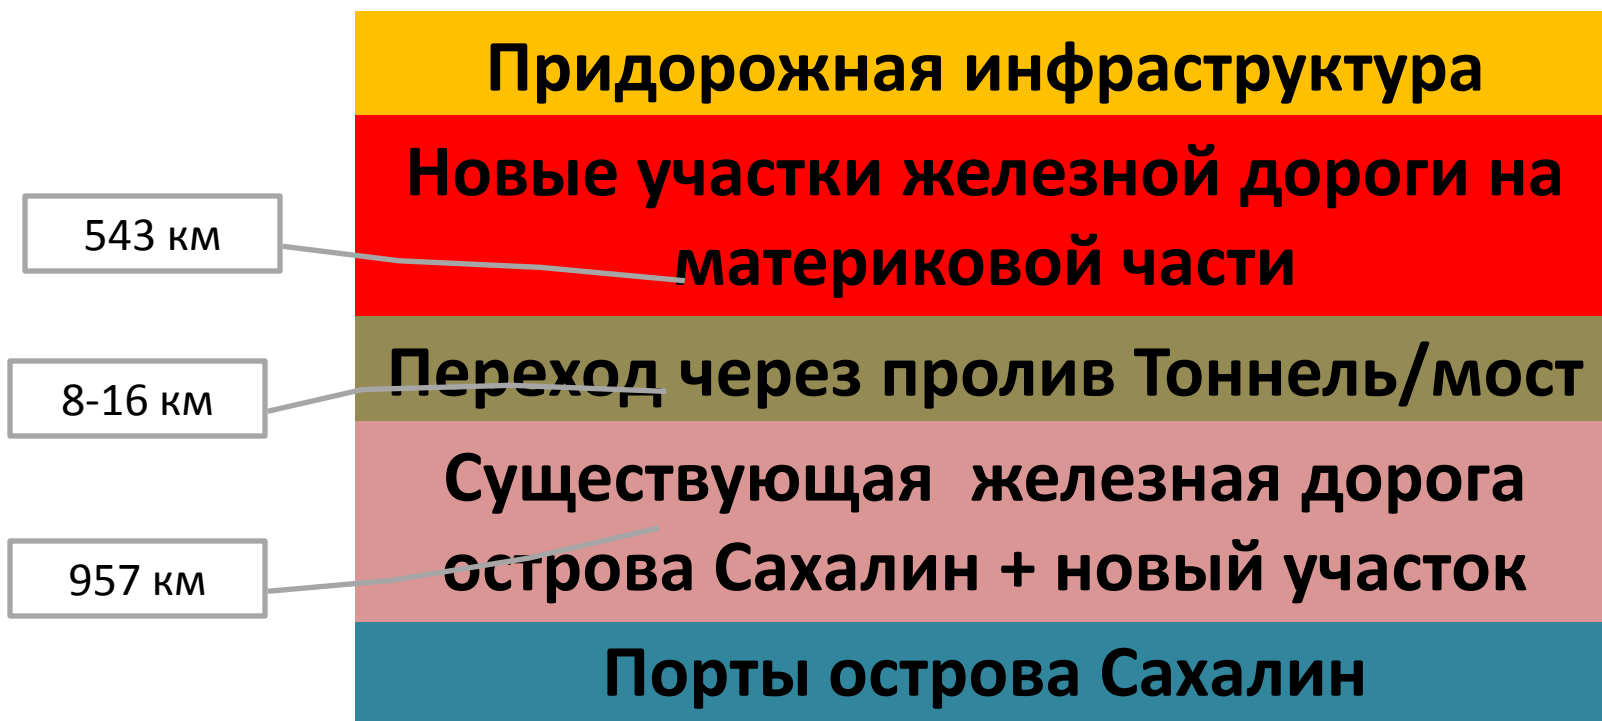 Придорожная инфраструктура
Новые участки железной дороги на
материковой части
543 км
Переход через пролив Тоннель/мост
8-16 км
Существующая  железная дорога
острова Сахалин + новый участок
957 км
Порты острова Сахалин